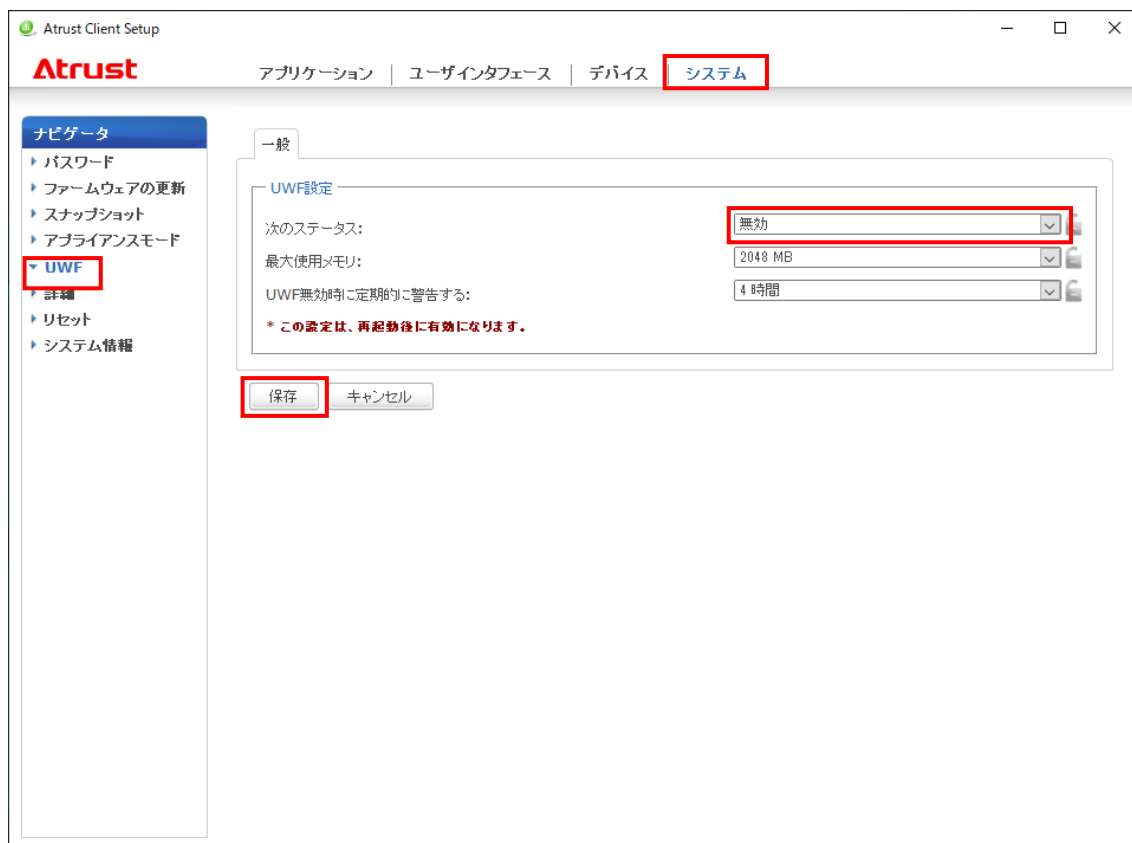 Atrust Client Setup
Atrust
アプリケーション | ユーザインタフェース | デバイス | システム
ナビゲータ
パスワード
ファームウェアの更新
スナップショット
アプライアンスモード
UWF
詳細
リセット
システム情報
一般
UWF設定
次のステータス: 無効
最大使用メモリ: 2048 MB
UWF無効時に定期的に警告する: 4 時間
* この設定は、再起動後に有効になります。
保存 キャンセル